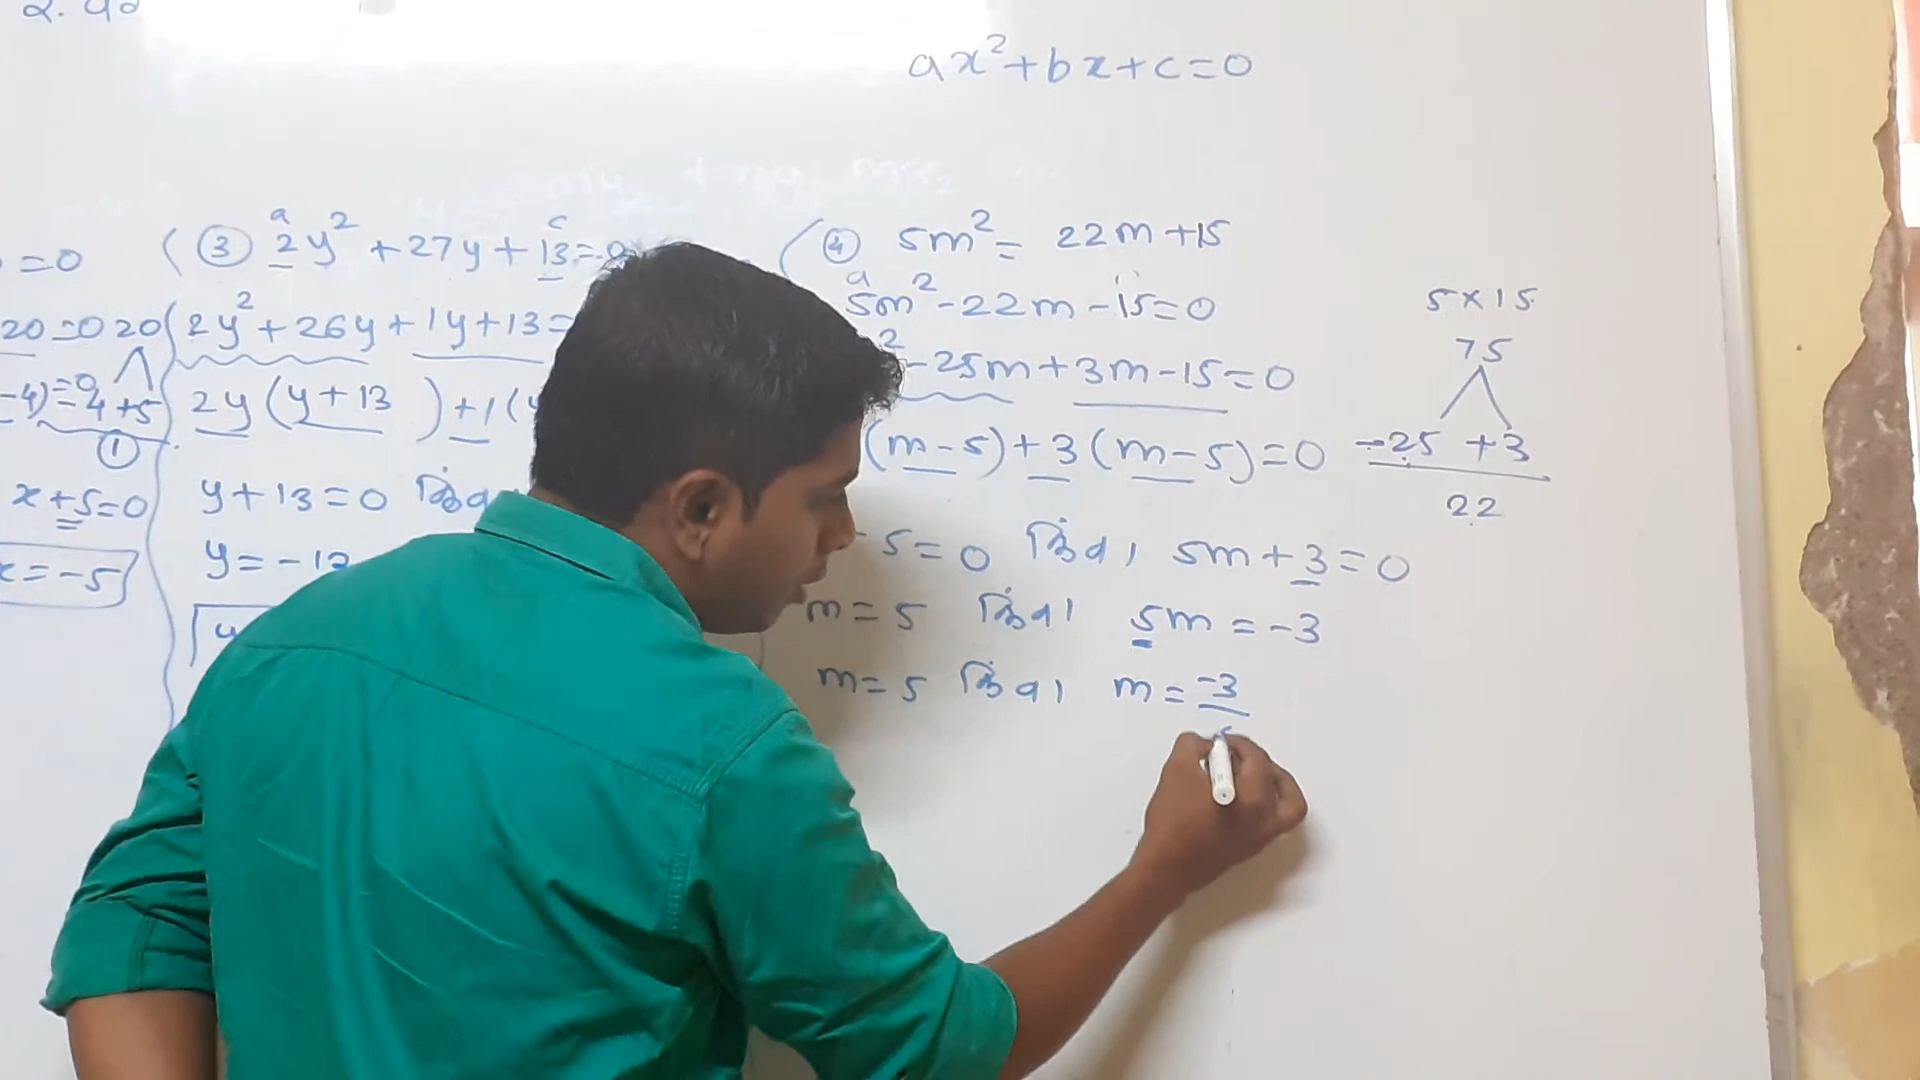 ax²+bx+c=0
=0
20=0 20
-4)=0
4 +5
①
x+5=0
x=-5
③ 2y² +27y+13=0
a c
2y²+26y+1y+13=
2y(y+13)+1(
y+13=0
y=-13
④ 5m² = 22m+15
a
5m²-22m-15=0
²-25m+3m-15=0
(m-5)+3(m-5)=0
-5=0 किंवा 5m+3=0
m=5 किंवा 5m=-3
m=5 किंवा m=-3
5×15
75
-25 +3
22